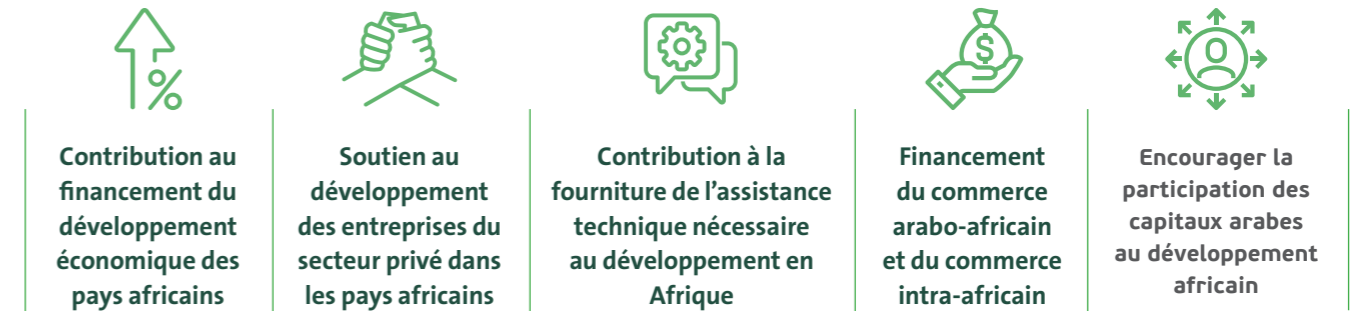 %
$
Contribution au
financement du
développement
économique des
pays africains
Soutien au
développement
des entreprises du
secteur privé dans
les pays africains
Contribution à la
fourniture de l’assistance
technique nécessaire
au développement en
Afrique
Financement
du commerce
arabo-africain
et du commerce
intra-africain
Encourager la
participation des
capitaux arabes
au développement
africain